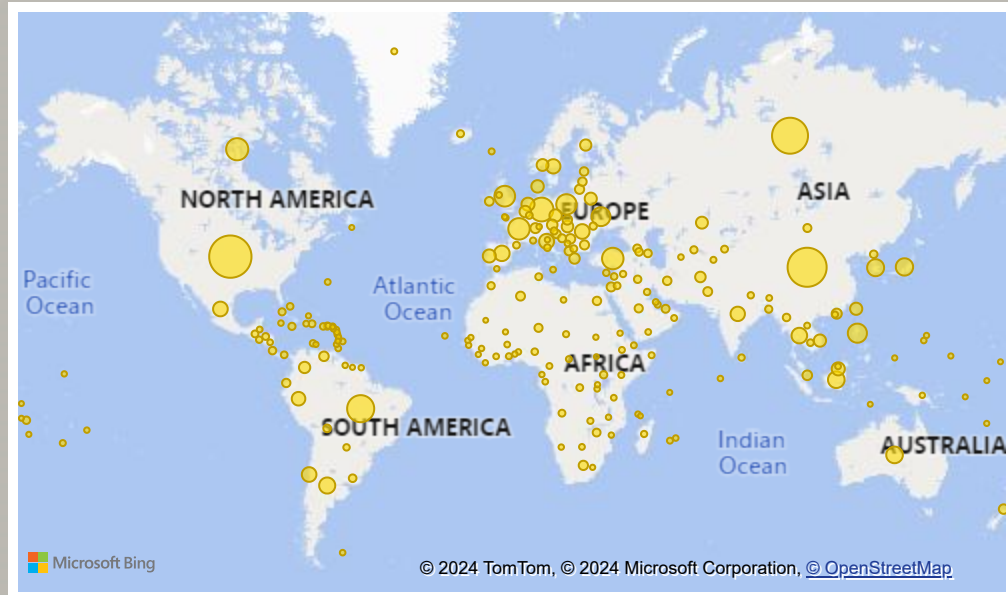 NORTH AMERICA
ASIA
EUROPE
Pacific
Ocean
Atlantic
Ocean
AFRICA
SOUTH AMERICA
Indian
Ocean
AUSTRALIA
Microsoft Bing
© 2024 TomTom, © 2024 Microsoft Corporation, © OpenStreetMap